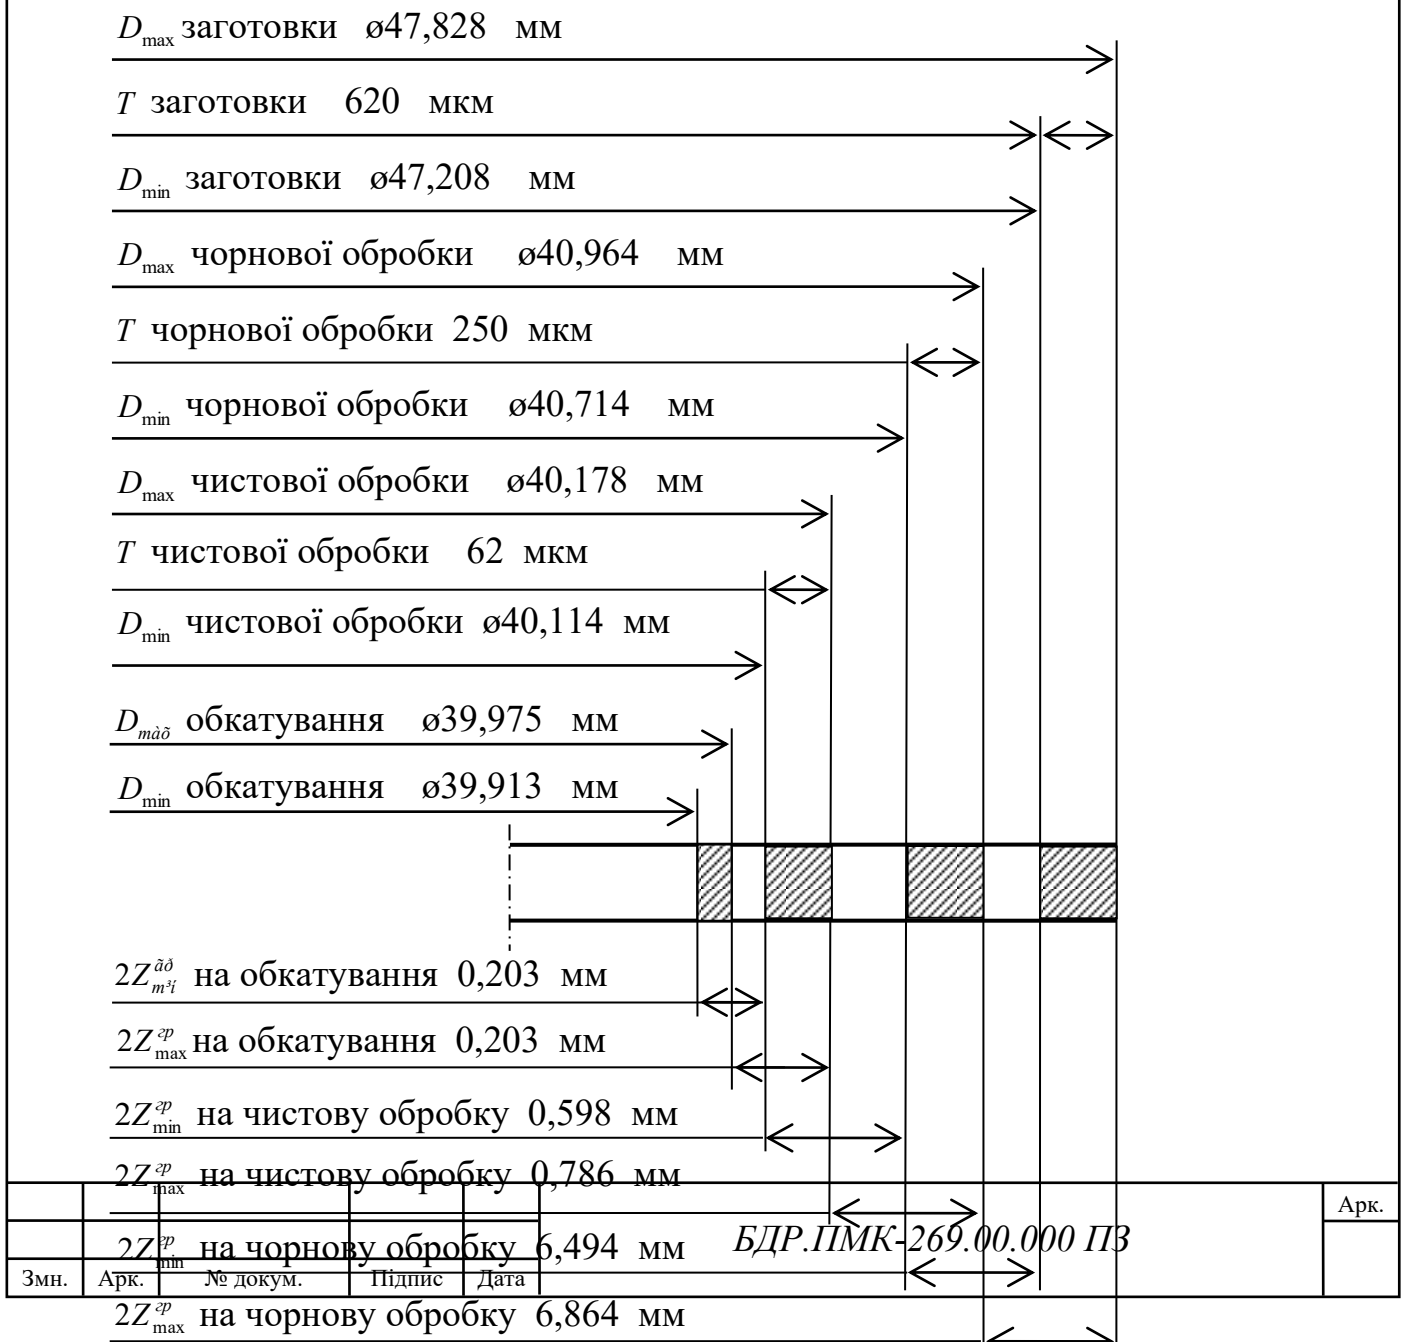 D max заготовки ø47,828 мм
T заготовки 620 мкм
D min заготовки ø47,208 мм
D max чорнової обробки ø40,964 мм
T чорнової обробки 250 мкм
D min чорнової обробки ø40,714 мм
D max чистової обробки ø40,178 мм
T чистової обробки 62 мкм
D min чистової обробки ø40,114 мм
D màõ обкатування ø39,975 мм
D min обкатування ø39,913 мм
2Z ãð m³í на обкатування 0,203 мм
2Z гр max на обкатування 0,203 мм
2Z гр min на чистову обробку 0,598 мм
2Z гр max на чистову обробку 0,786 мм
Арк.
2Z гр min на чорнову обробку 6,494 мм БДР.ПМК-269.00.000 ПЗ
Змн. Арк. № докум. Підпис Дата
2Z гр max на чорнову обробку 6,864 мм